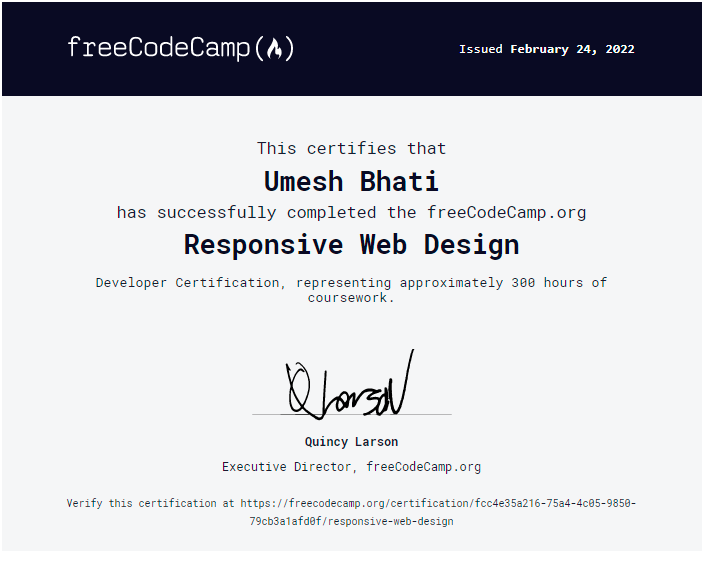 freeCodeCamp(🔥)
Issued February 24, 2022
This certifies that
Umesh Bhati
has successfully completed the freeCodeCamp.org
Responsive Web Design
Developer Certification, representing approximately 300 hours of
coursework.
Q Larson
Quincy Larson
Executive Director, freeCodeCamp.org
Verify this certification at https://freecodecamp.org/certification/fcc4e35a216-75a4-4c05-9850-
79cb3a1afd0f/responsive-web-design